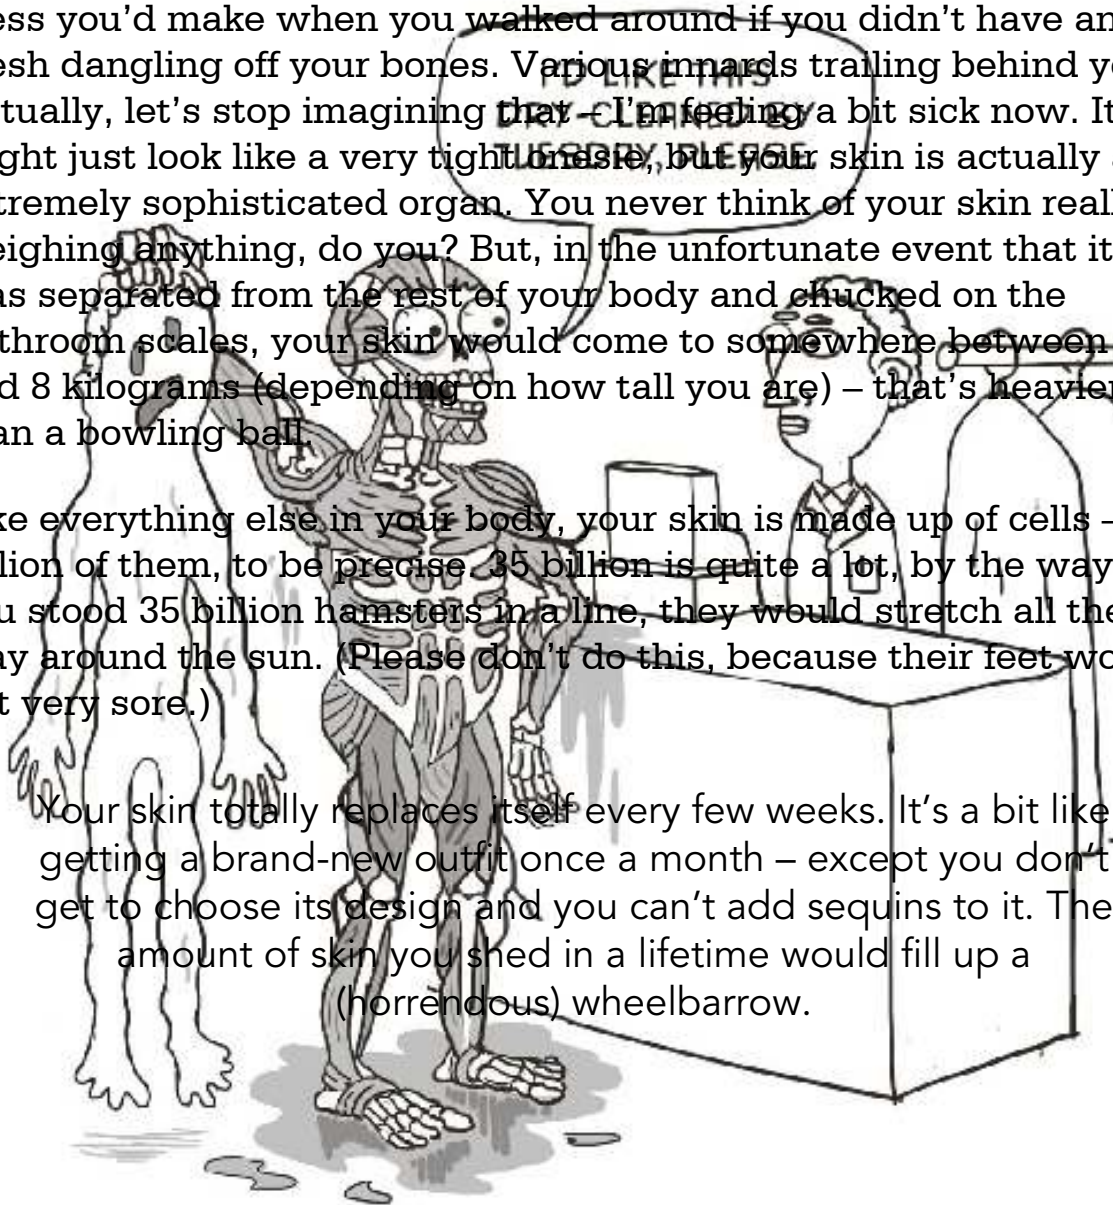 ess you'd make when you walked around if you didn't have an
esh dangling off your bones. Various innards trailing behind y
tually, let's stop imagining that – I'm feeling a bit sick now. It
ght just look like a very tight onesie, but your skin is actually
tremely sophisticated organ. You never think of your skin reall
eighing anything, do you? But, in the unfortunate event that it
as separated from the rest of your body and chucked on the
throom scales, your skin would come to somewhere between
d 8 kilograms (depending on how tall you are) – that's heavier
an a bowling ball.
ke everything else in your body, your skin is made up of cells –
lion of them, to be precise. 35 billion is quite a lot, by the way
u stood 35 billion hamsters in a line, they would stretch all the
ay around the sun. (Please don't do this, because their feet wo
t very sore.)
I'D LIKE THIS
DRY-CLEANED BY
TUESDAY, PLEASE
Your skin totally replaces itself every few weeks. It's a bit like
getting a brand-new outfit once a month – except you don't
get to choose its design and you can't add sequins to it. The
amount of skin you shed in a lifetime would fill up a
(horrendous) wheelbarrow.